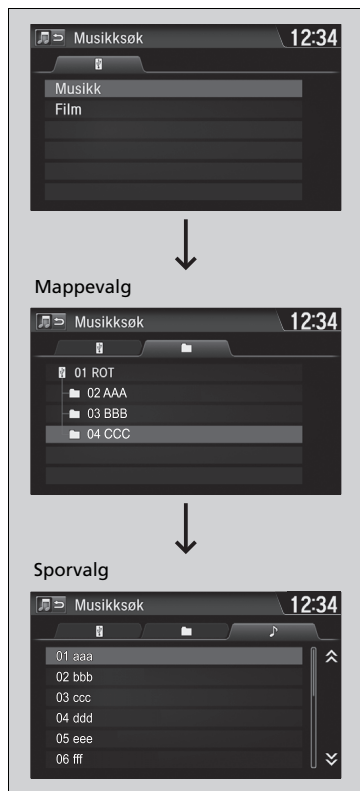 Musikksøk 12:34
Musikk
Film
Mappevalg
Musikksøk 12:34
01 ROT
02 AAA
03 BBB
04 CCC
Sporvalg
Musikksøk 12:34
01 aaa
02 bbb
03 ccc
04 ddd
05 eee
06 fff